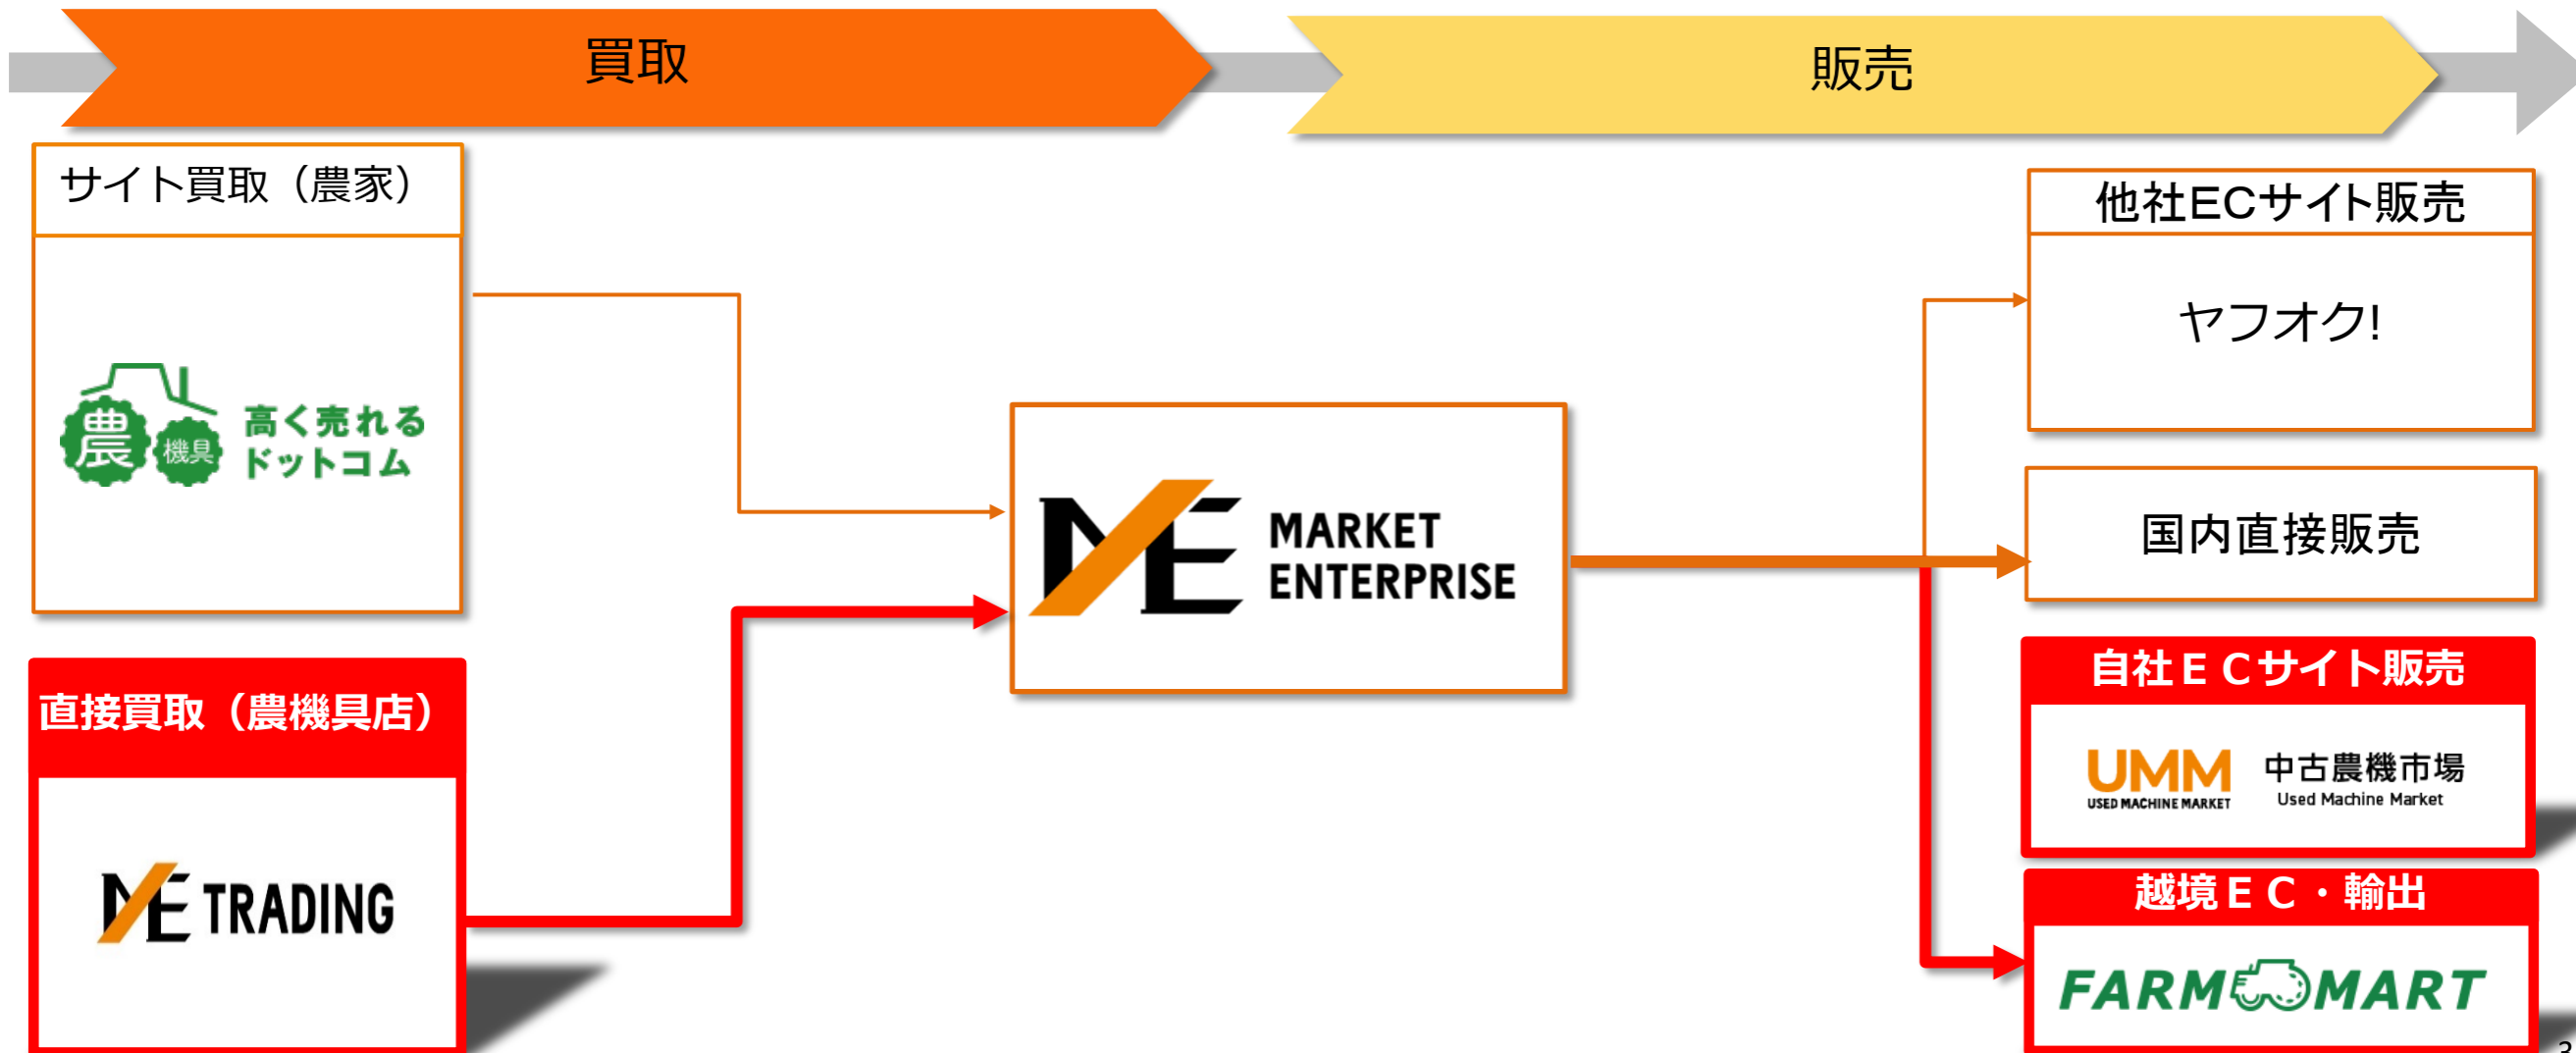 買取
販売
サイト買取（農家）
農
機具
高く売れる
ドットコム
直接買取（農機具店）
ME TRADING
ME
MARKET
ENTERPRISE
他社ECサイト販売
ヤフオク!
国内直接販売
自社ＥＣサイト販売
UMM
USED MACHINE MARKET
中古農機市場
Used Machine Market
越境ＥＣ・輸出
FARM MART